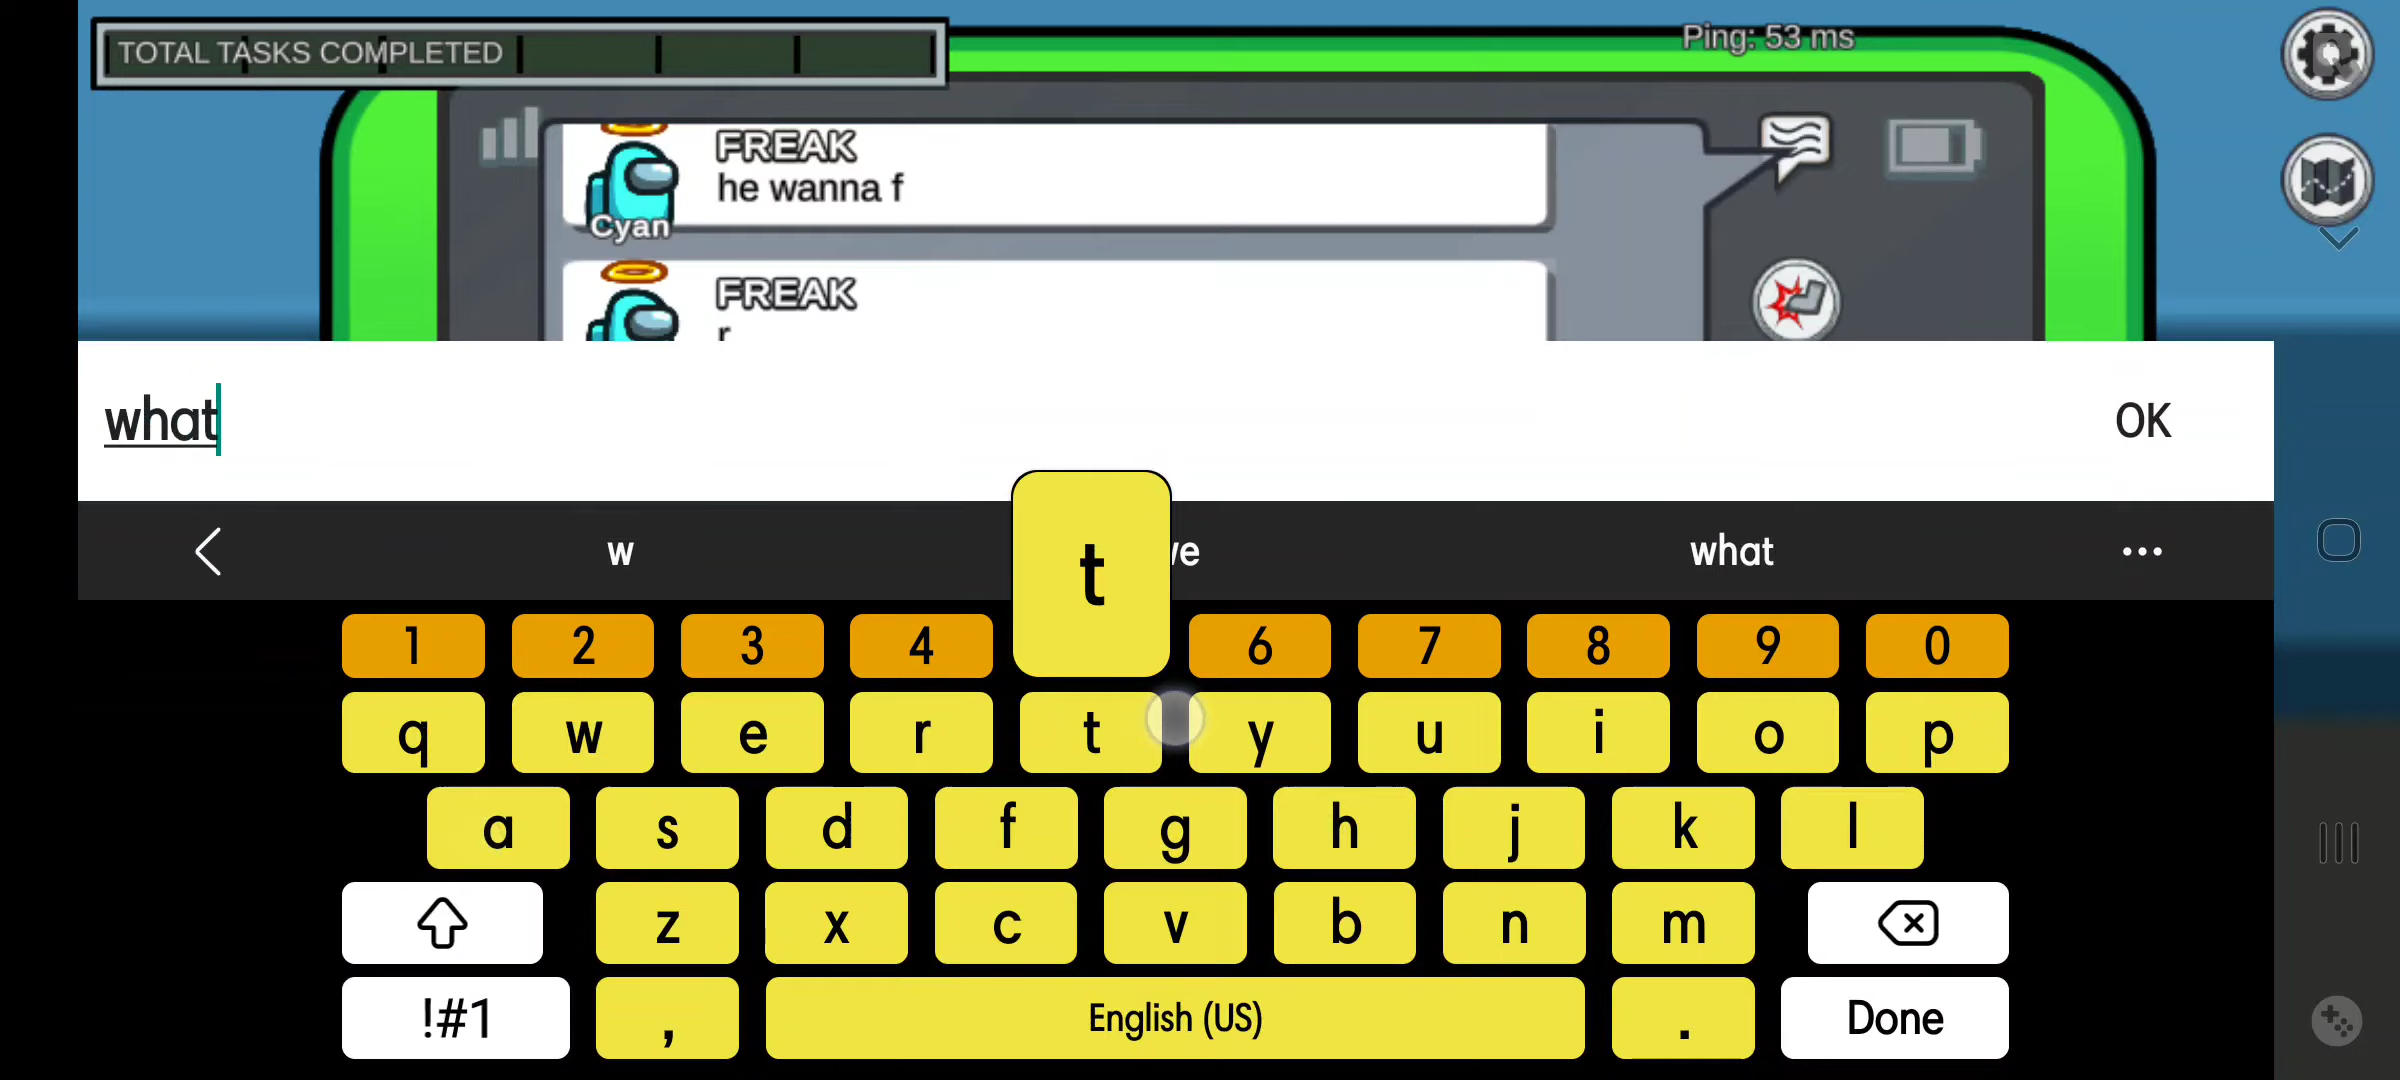 TOTAL TASKS COMPLETED
Ping: 53 ms
FREAK
he wanna f
Cyan
FREAK
r
what
OK
w
what
t
1 2 3 4 6 7 8 9 0
q w e r t y u i o p
a s d f g h j k l
z x c v b n m
!#1 , English (US) . Done